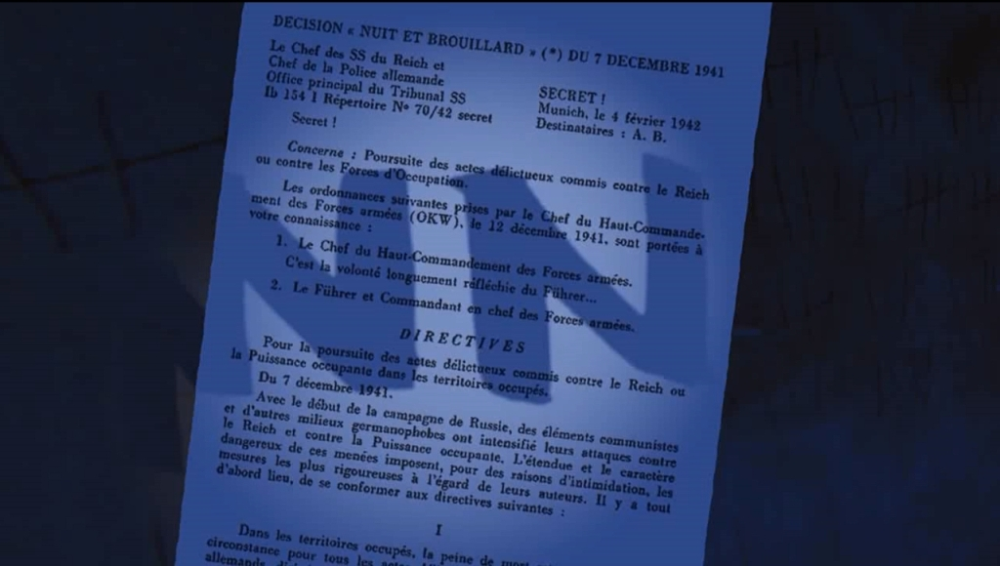 DECISION « NUIT ET BROUILLARD » (*) DU 7 DECEMBRE 1941
Le Chef des SS du Reich et
Chef de la Police allemande
Office principal du Tribunal SS
Ib 154 I Répertoire No 70/42 secret
SECRET !
Munich, le 4 février 1942
Destinataires : A. B.
Secret !
Concerne : Poursuite des actes délictueux commis contre le Reich
ou contre les Forces d'Occupation.
Les ordonnances suivantes prises par le Chef du Haut-Commande-
ment des Forces armées (OKW), le 12 décembre 1941, sont portées à
votre connaissance :
1. Le Chef du Haut-Commandement des Forces armées.
C'est la volonté longuement réfléchie du Führer...
2. Le Führer et Commandant en chef des Forces armées.
NN
DIRECTIVES
Pour la poursuite des actes délictueux commis contre le Reich ou
la Puissance occupante dans les territoires occupés.
Du 7 décembre 1941.
Avec le début de la campagne de Russie, des éléments communistes
et d'autres milieux germanophobes ont intensifié leurs attaques contre
le Reich et contre la Puissance occupante. L'étendue et le caractère
dangereux de ces menées imposent, pour des raisons d'intimidation, les
mesures les plus rigoureuses à l'égard de leurs auteurs. Il y a tout
d'abord lieu, de se conformer aux directives suivantes :
I
Dans les territoires occupés, la peine de mort
circonstance pour tous les
allemande,